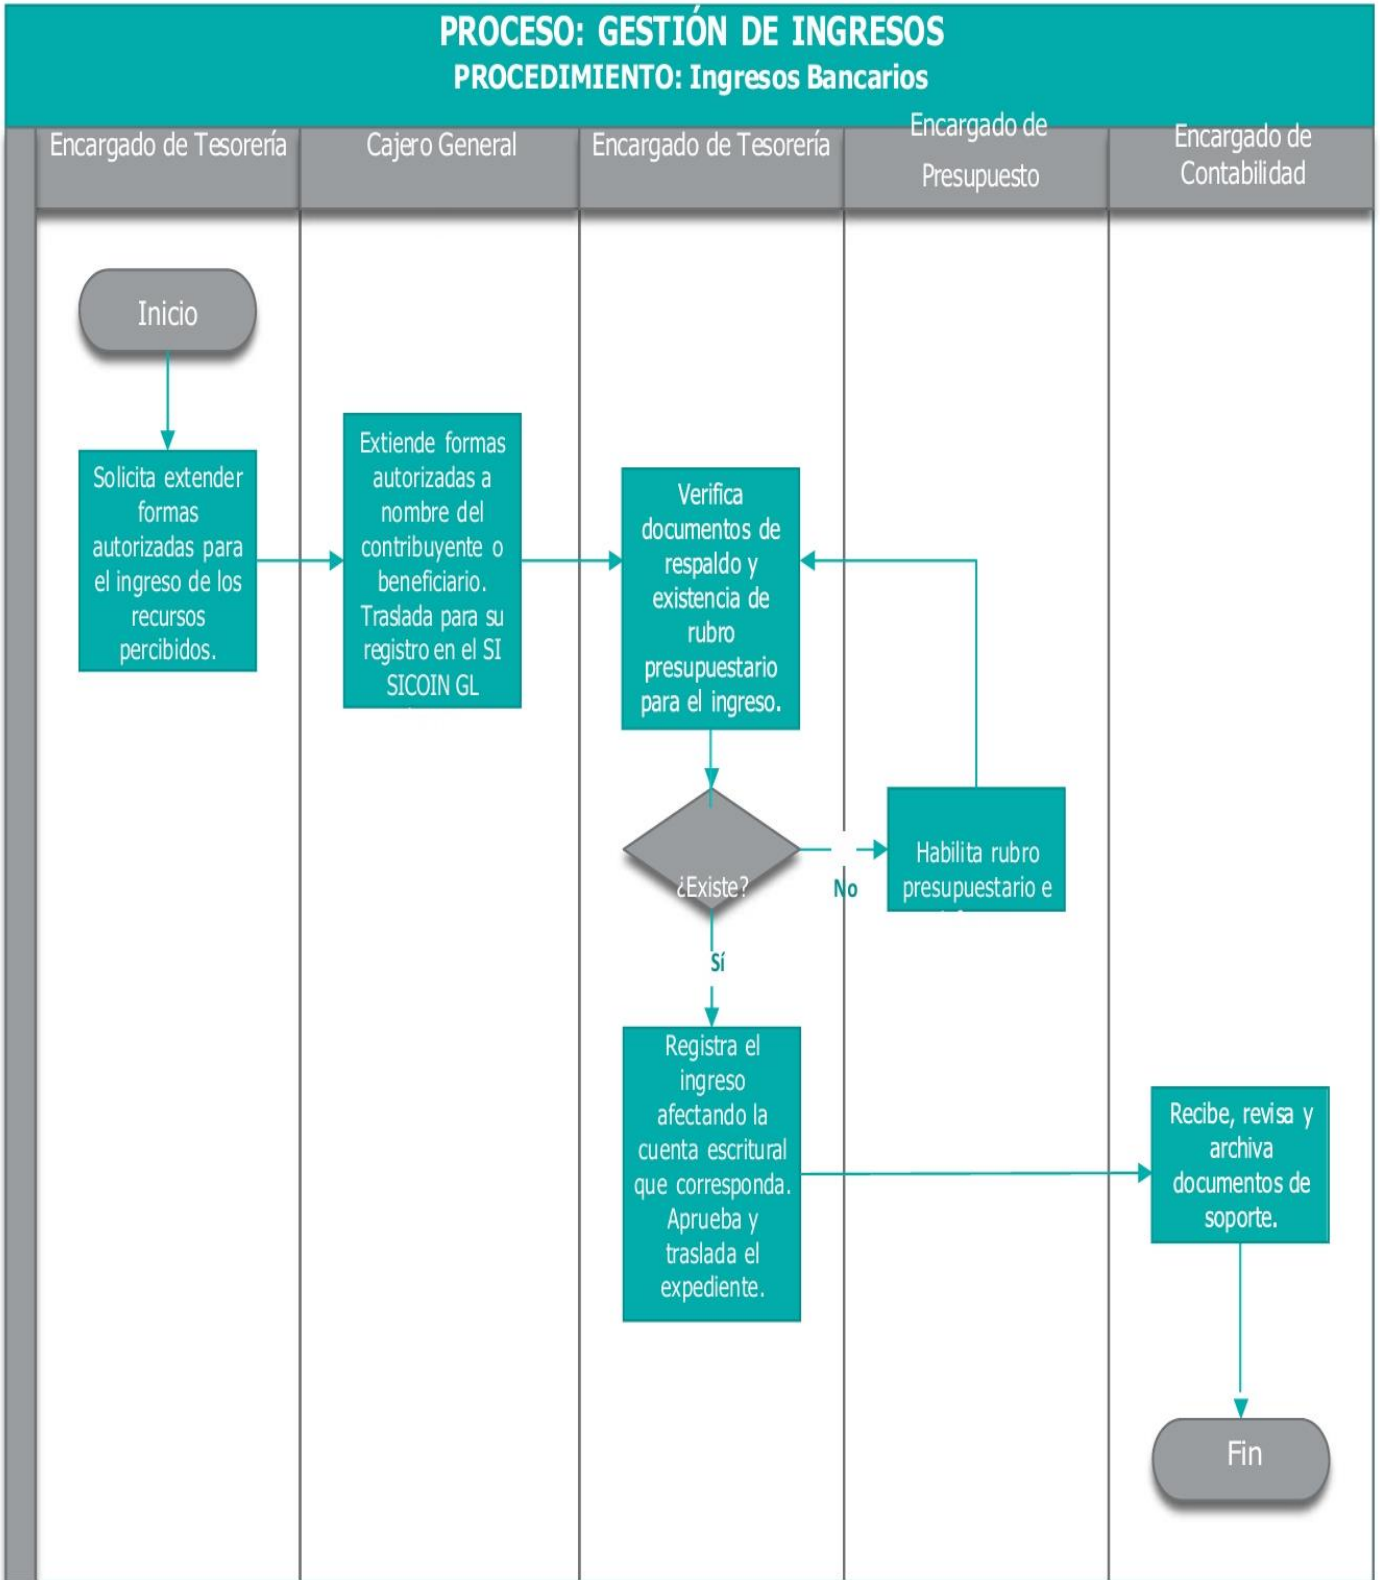 PROCESO: GESTIÓN DE INGRESOS
PROCEDIMIENTO: Ingresos Bancarios
Encargado de Tesorería
Cajero General
Encargado de Tesorería
Encargado de
Presupuesto
Encargado de
Contabilidad
Inicio
Solicita extender
formas
autorizadas para
el ingreso de los
recursos
percibidos.
Extiende formas
autorizadas a
nombre del
contribuyente o
beneficiario.
Traslada para su
registro en el SI
SICOIN GL
Verifica
documentos de
respaldo y
existencia de
rubro
presupuestario
para el ingreso.
¿Existe?
No
Habilita rubro
presupuestario e
Sí
Registra el
ingreso
afectando la
cuenta escritural
que corresponda.
Aprueba y
traslada el
expediente.
Recibe, revisa y
archiva
documentos de
soporte.
Fin